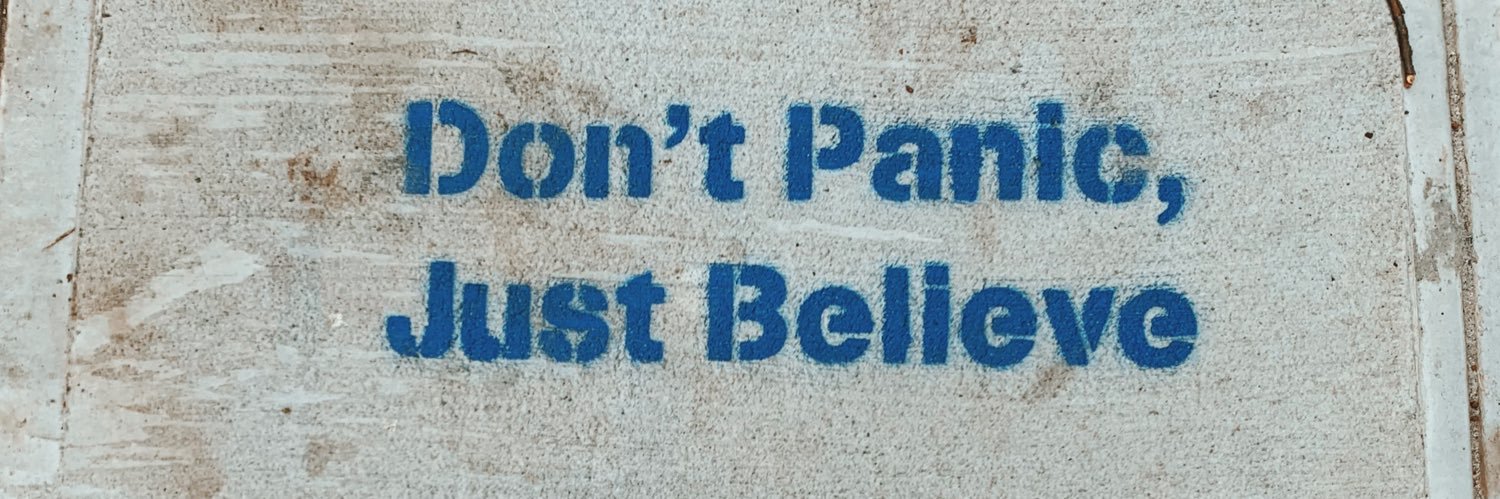 Don’t Panic,
Just Believe